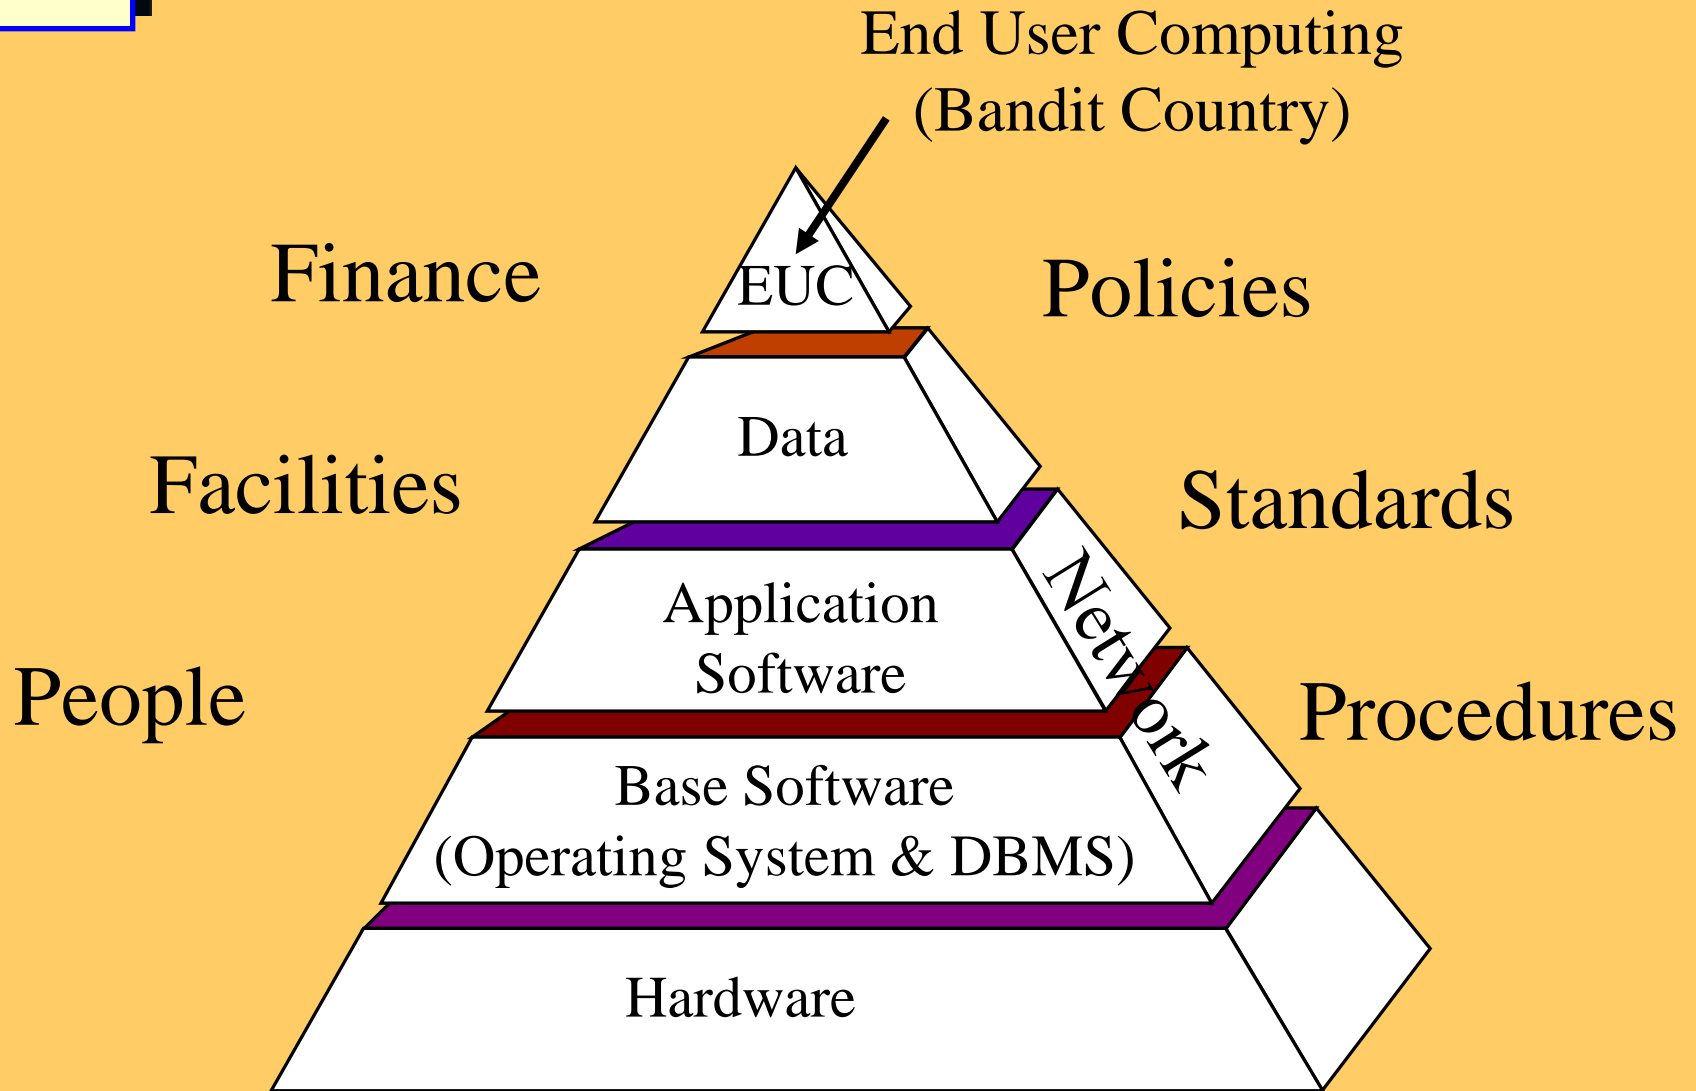 End User Computing
(Bandit Country)
Finance
EUC
Policies
Data
Facilities
Standards
Application
Software
Network
People
Procedures
Base Software
(Operating System & DBMS)
Hardware